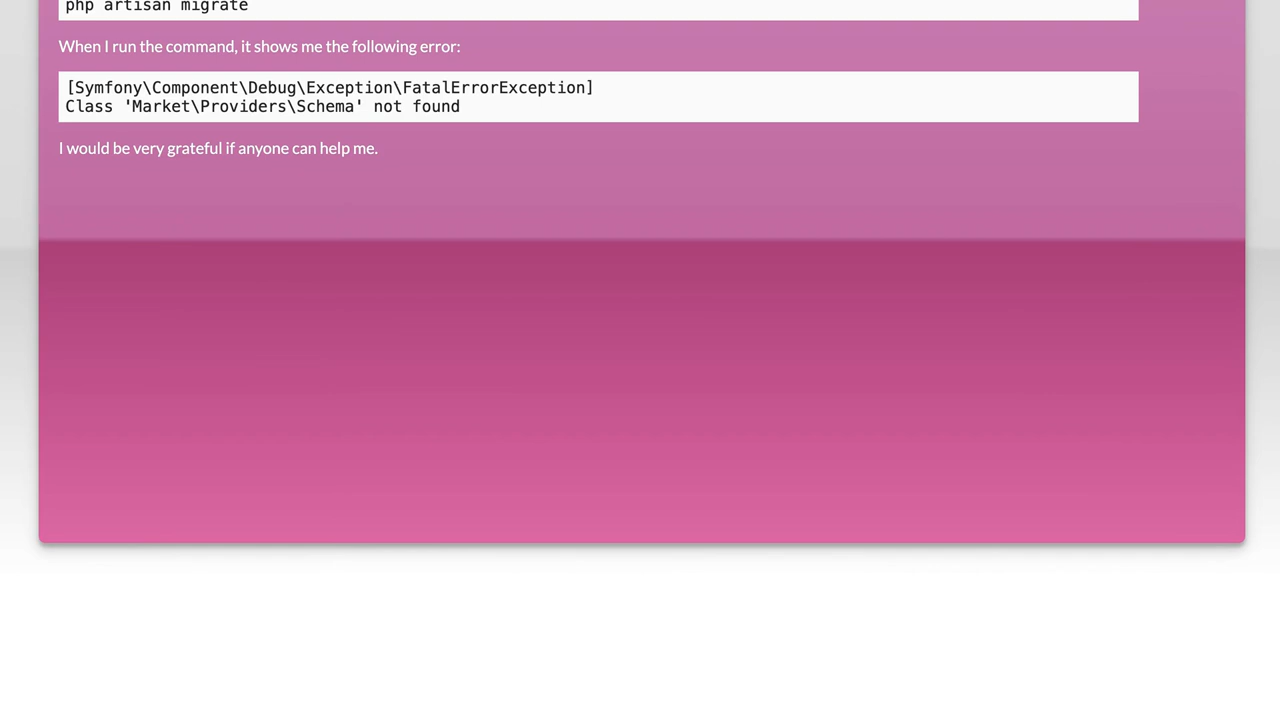 php artisan migrate
When I run the command, it shows me the following error:
[Symfony\Component\Debug\Exception\FatalErrorException]
Class 'Market\Providers\Schema' not found
I would be very grateful if anyone can help me.